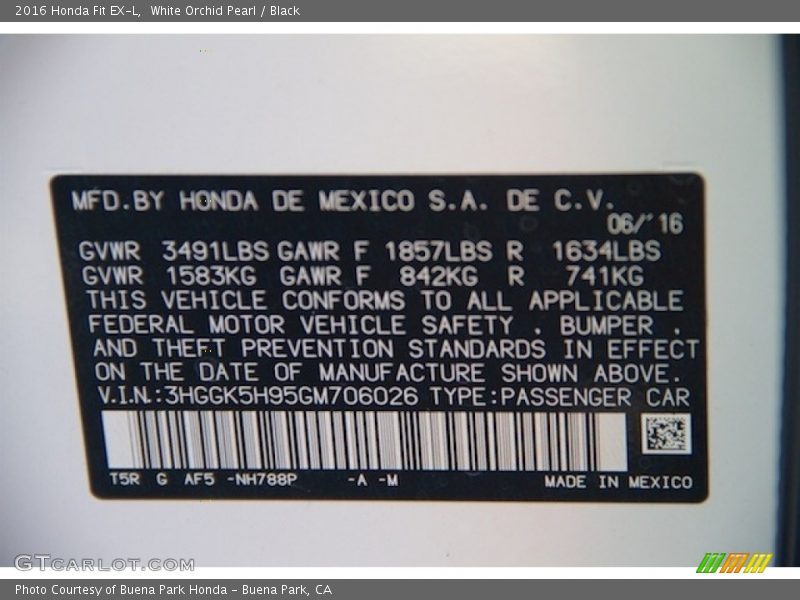 2016 Honda Fit EX-L,  White Orchid Pearl / Black
MFD.BY HONDA DE MEXICO S.A. DE C.V.
06/'16
GVWR 3491LBS GAWR F 1857LBS R 1634LBS
GVWR 1583KG GAWR F 842KG R 741KG
THIS VEHICLE CONFORMS TO ALL APPLICABLE
FEDERAL MOTOR VEHICLE SAFETY , BUMPER ,
AND THEFT PREVENTION STANDARDS IN EFFECT
ON THE DATE OF MANUFACTURE SHOWN ABOVE.
V.I.N.:3HGGK5H95GM706026 TYPE:PASSENGER CAR
T5R G AF5 -NH788P -A -M MADE IN MEXICO
GTCARLOT.COM
Photo Courtesy of Buena Park Honda - Buena Park, CA